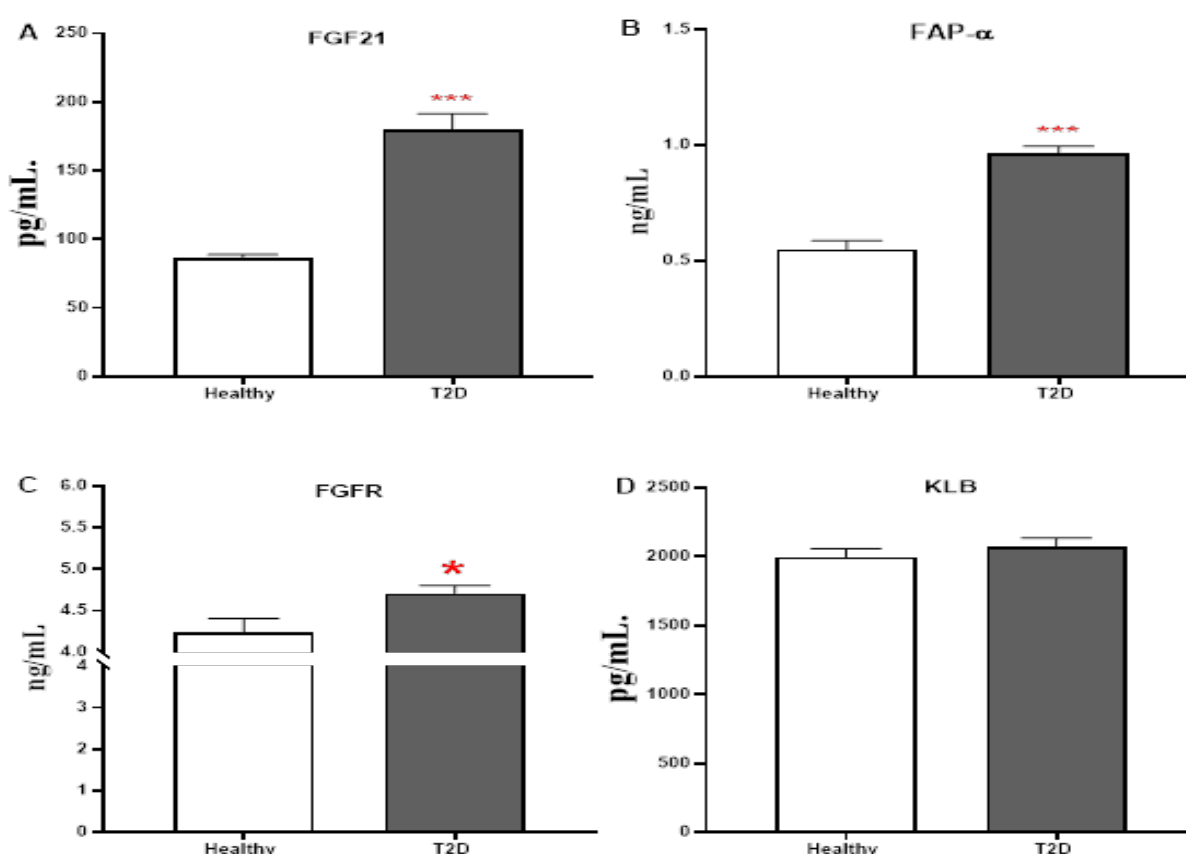 A
FGF21
250
200
150
100
50
0
pg/mL.
***
Healthy T2D
B
FAP-α
1.5
1.0
0.5
0.0
ng/mL
***
Healthy T2D
C
FGFR
6.0
5.5
5.0
4.5
4.0
4
3
2
1
0
ng/mL
*
Healthy T2D
D
KLB
2500
2000
1500
1000
500
0
pg/mL.
Healthy T2D